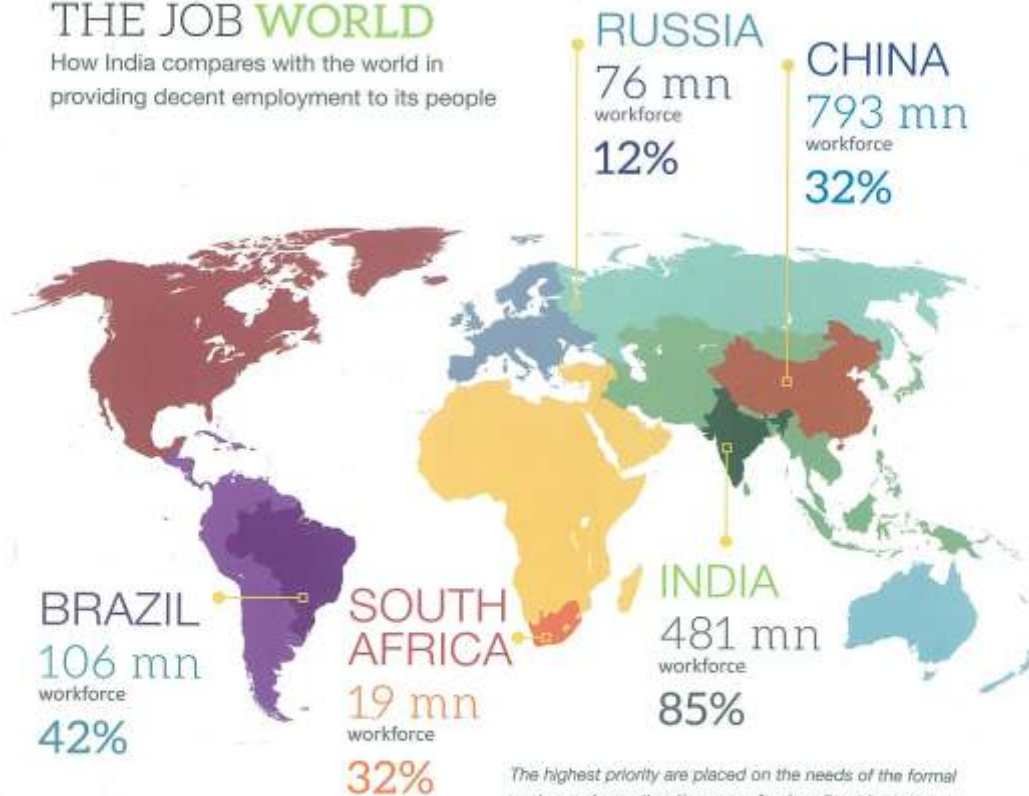 THE JOB WORLD
How India compares with the world in
providing decent employment to its people
RUSSIA
76 mn
workforce
12%
CHINA
793 mn
workforce
32%
BRAZIL
106 mn
workforce
42%
SOUTH
AFRICA
19 mn
workforce
32%
INDIA
481 mn
workforce
85%
The highest priority are placed on the needs of the formal